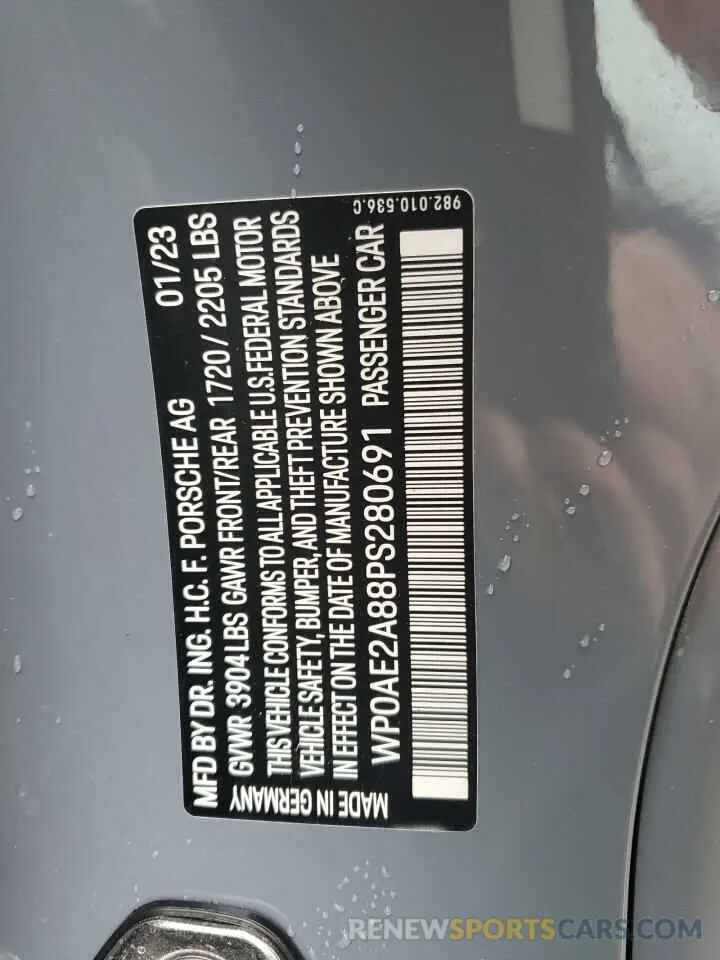 MFD BY DR. ING. H.C. F. PORSCHE AG 01/23
GVWR 3904 LBS GAWR FRONT/REAR 1720 / 2205 LBS
THIS VEHICLE CONFORMS TO ALL APPLICABLE U.S. FEDERAL MOTOR
VEHICLE SAFETY, BUMPER, AND THEFT PREVENTION STANDARDS
IN EFFECT ON THE DATE OF MANUFACTURE SHOWN ABOVE
WP0AE2A88PS280691 PASSENGER CAR
MADE IN GERMANY
982.010.536.C
RENEWSPORTSCARS.COM